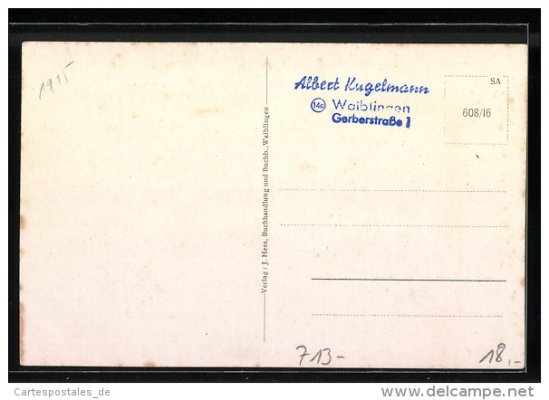 1915
Albert Kugelmann
14a Waiblingen
Gerberstraße 1
SA
608/16
Verlag: J. Hess, Buchhandlung und Buchb., Waiblingen
713-
18,-
Cartespostales_de
www.delcampe.net